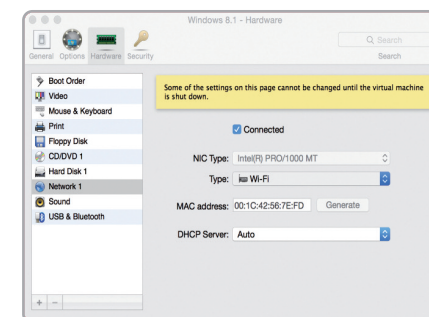 Windows 8.1 - Hardware
Search
General Options Hardware Security
Search
Boot Order
Video
Mouse & Keyboard
Print
Floppy Disk
CD/DVD 1
Hard Disk 1
Network 1
Sound
USB & Bluetooth
Some of the settings on this page cannot be changed until the virtual machine
is shut down.
Connected
NIC Type: Intel(R) PRO/1000 MT
Type: Wi-Fi
MAC address: 00:1C:42:56:7E:FD Generate
DHCP Server: Auto
+ -